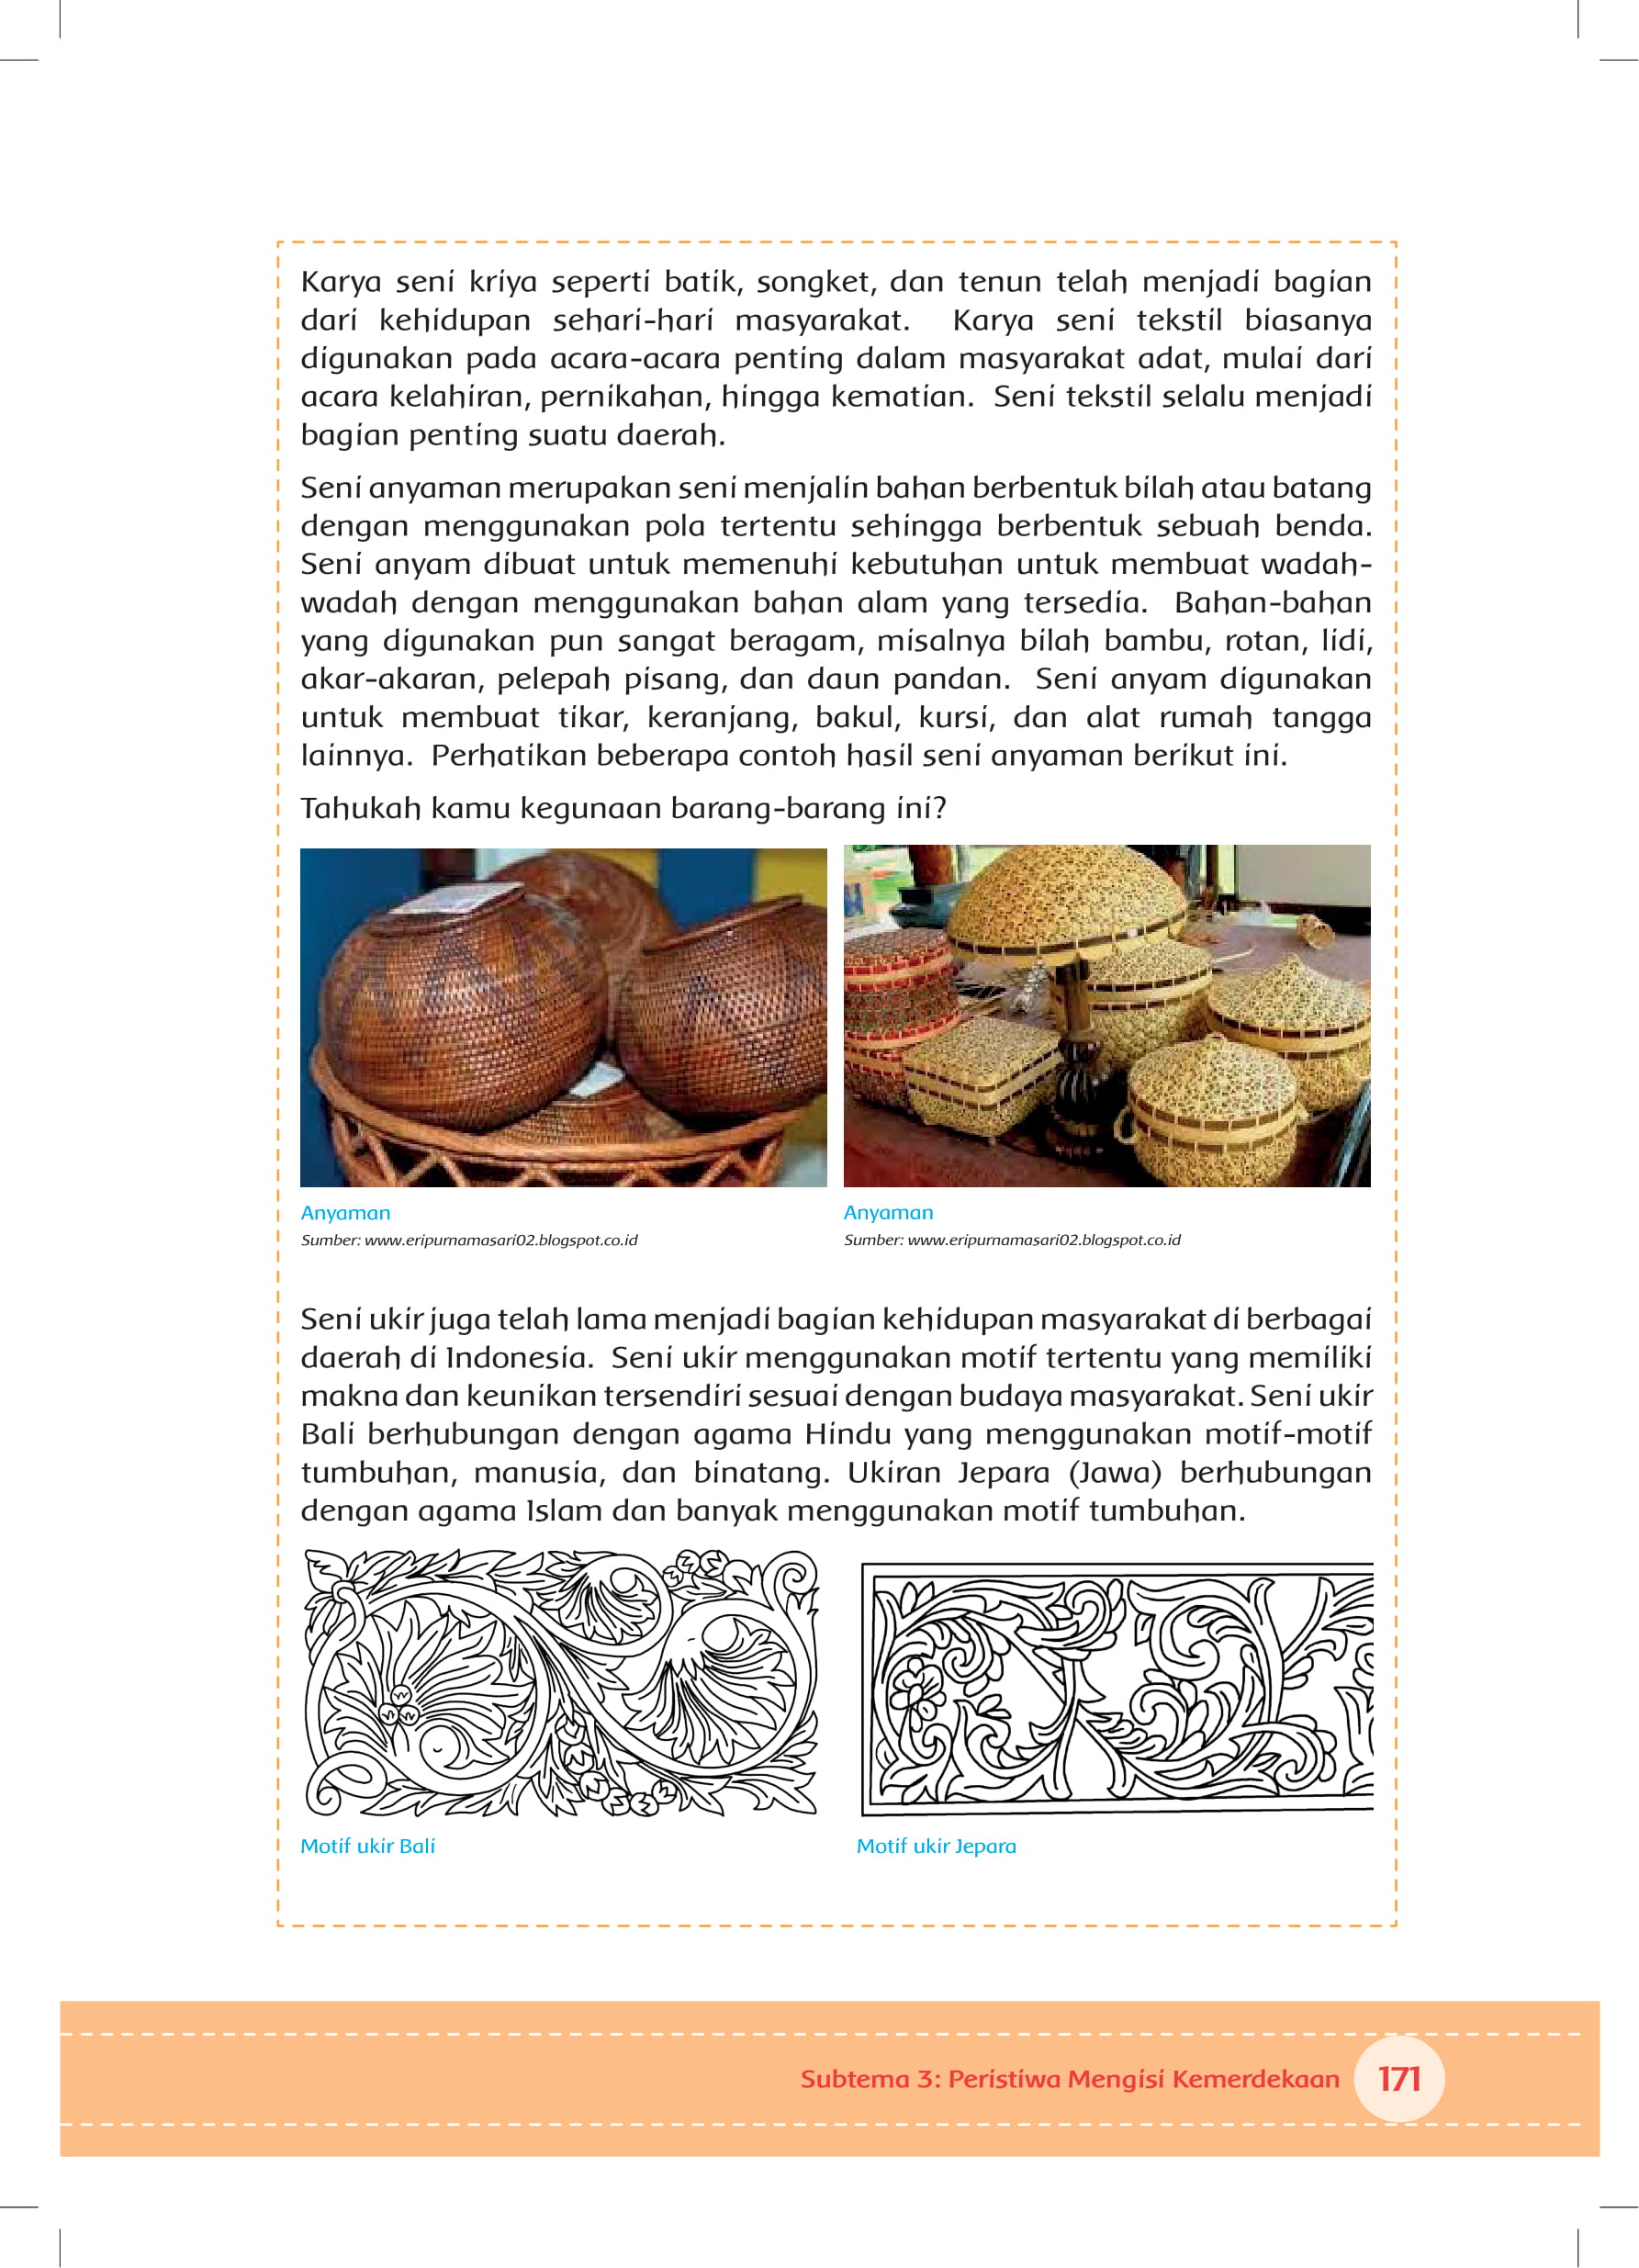 Karya seni kriya seperti batik, songket, dan tenun telah menjadi bagian
dari kehidupan sehari-hari masyarakat. Karya seni tekstil biasanya
digunakan pada acara-acara penting dalam masyarakat adat, mulai dari
acara kelahiran, pernikahan, hingga kematian. Seni tekstil selalu menjadi
bagian penting suatu daerah.
Seni anyaman merupakan seni menjalin bahan berbentuk bilah atau batang
dengan menggunakan pola tertentu sehingga berbentuk sebuah benda.
Seni anyam dibuat untuk memenuhi kebutuhan untuk membuat wadah-
wadah dengan menggunakan bahan alam yang tersedia. Bahan-bahan
yang digunakan pun sangat beragam, misalnya bilah bambu, rotan, lidi,
akar-akaran, pelepah pisang, dan daun pandan. Seni anyam digunakan
untuk membuat tikar, keranjang, bakul, kursi, dan alat rumah tangga
lainnya. Perhatikan beberapa contoh hasil seni anyaman berikut ini.
Tahukah kamu kegunaan barang-barang ini?
Anyaman
Sumber: www.eripurnamasari02.blogspot.co.id
Anyaman
Sumber: www.eripurnamasari02.blogspot.co.id
Seni ukir juga telah lama menjadi bagian kehidupan masyarakat di berbagai
daerah di Indonesia. Seni ukir menggunakan motif tertentu yang memiliki
makna dan keunikan tersendiri sesuai dengan budaya masyarakat. Seni ukir
Bali berhubungan dengan agama Hindu yang menggunakan motif-motif
tumbuhan, manusia, dan binatang. Ukiran Jepara (Jawa) berhubungan
dengan agama Islam dan banyak menggunakan motif tumbuhan.
Motif ukir Bali
Motif ukir Jepara
Subtema 3: Peristiwa Mengisi Kemerdekaan
171